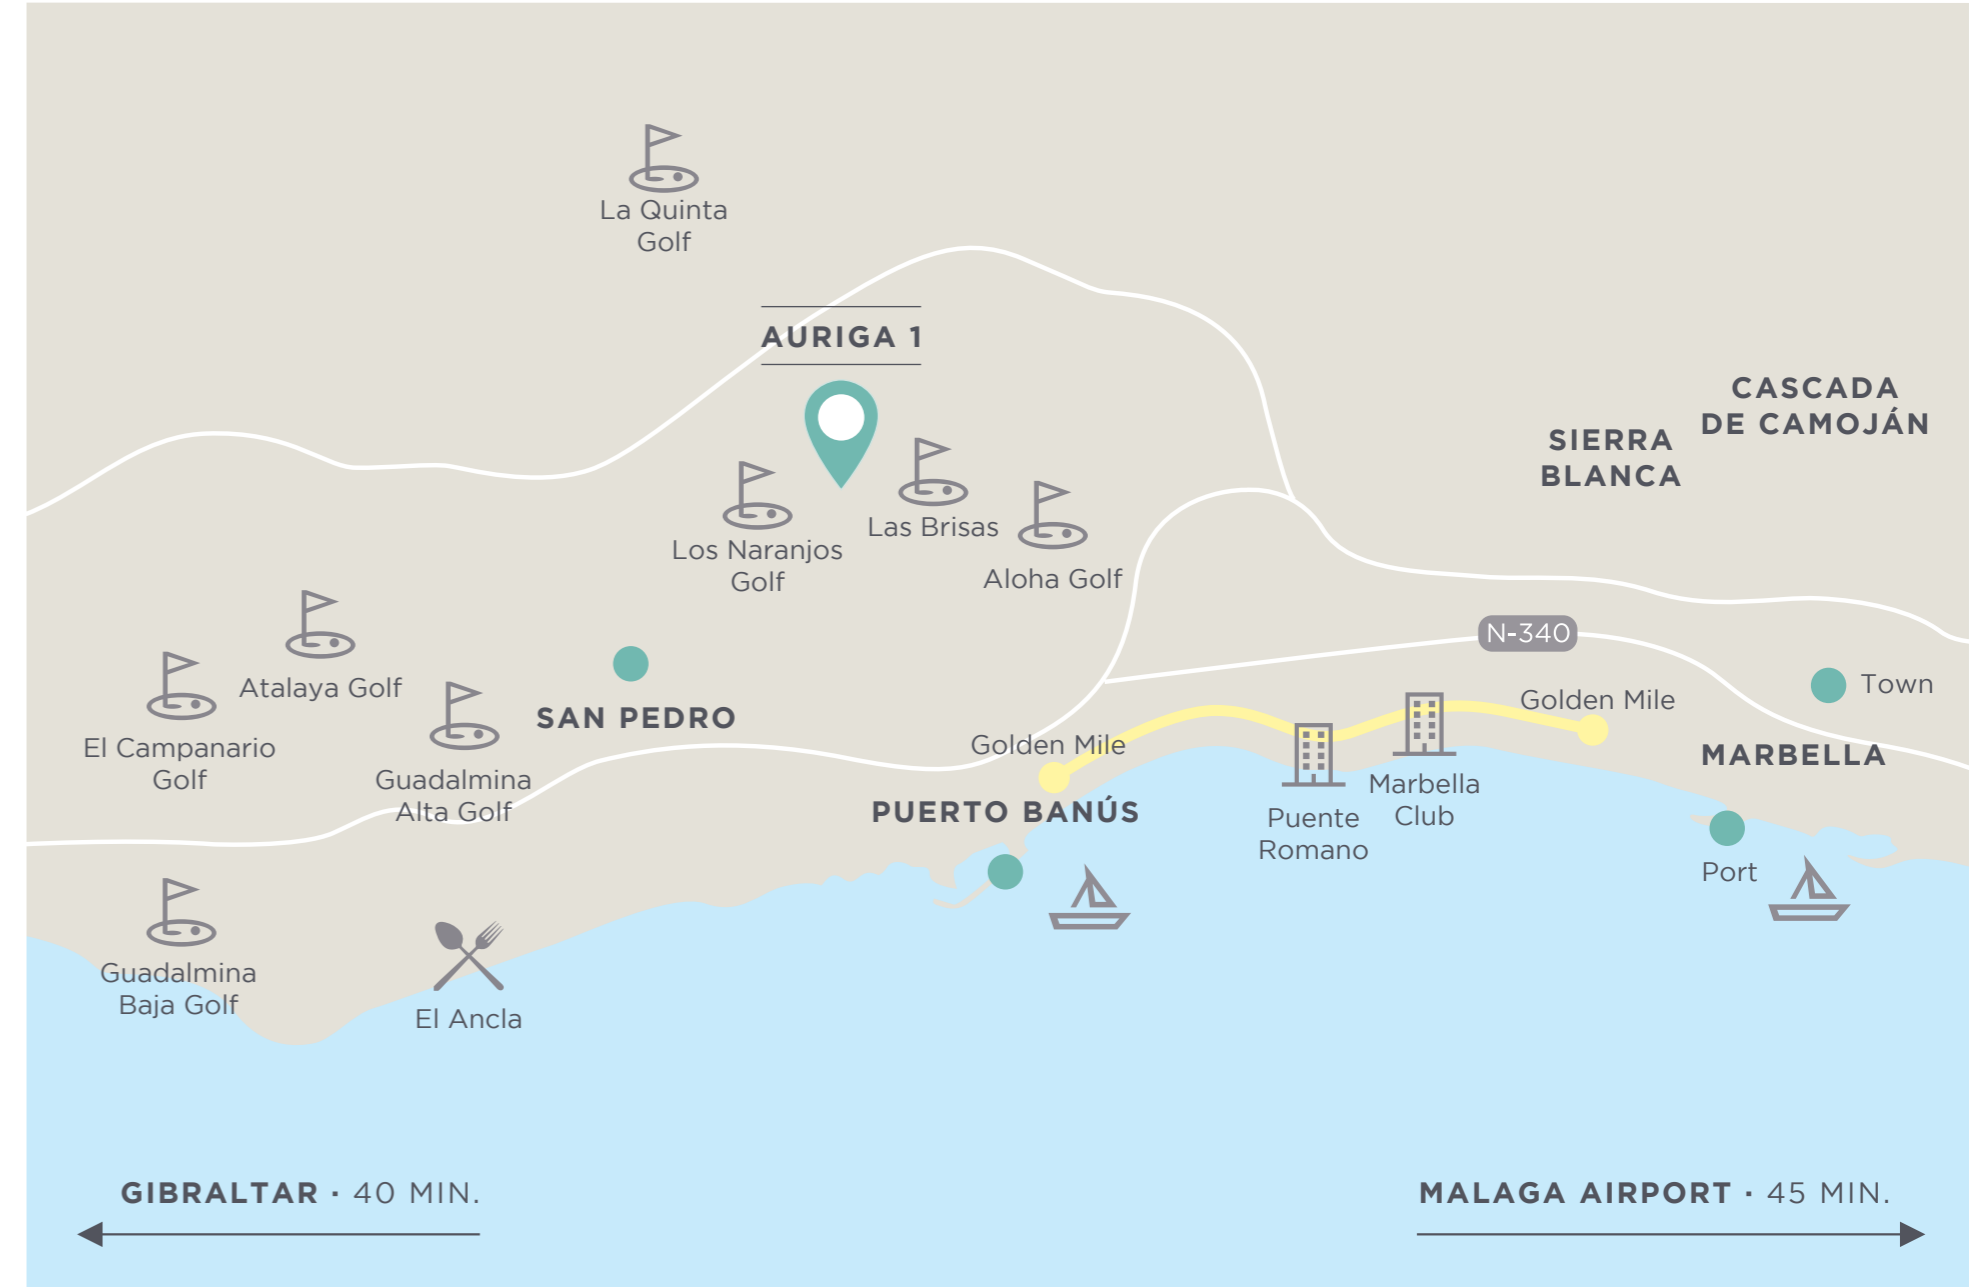 La Quinta
Golf
AURIGA 1
CASCADA
DE CAMOJÁN
SIERRA
BLANCA
Las Brisas
Los Naranjos
Golf
Aloha Golf
N-340
Atalaya Golf
Town
SAN PEDRO
Golden Mile
El Campanario
Golf
Golden Mile
MARBELLA
Guadalmina
Alta Golf
Marbella
Club
PUERTO BANÚS
Puente
Romano
Port
Guadalmina
Baja Golf
El Ancla
GIBRALTAR · 40 MIN.
MALAGA AIRPORT · 45 MIN.